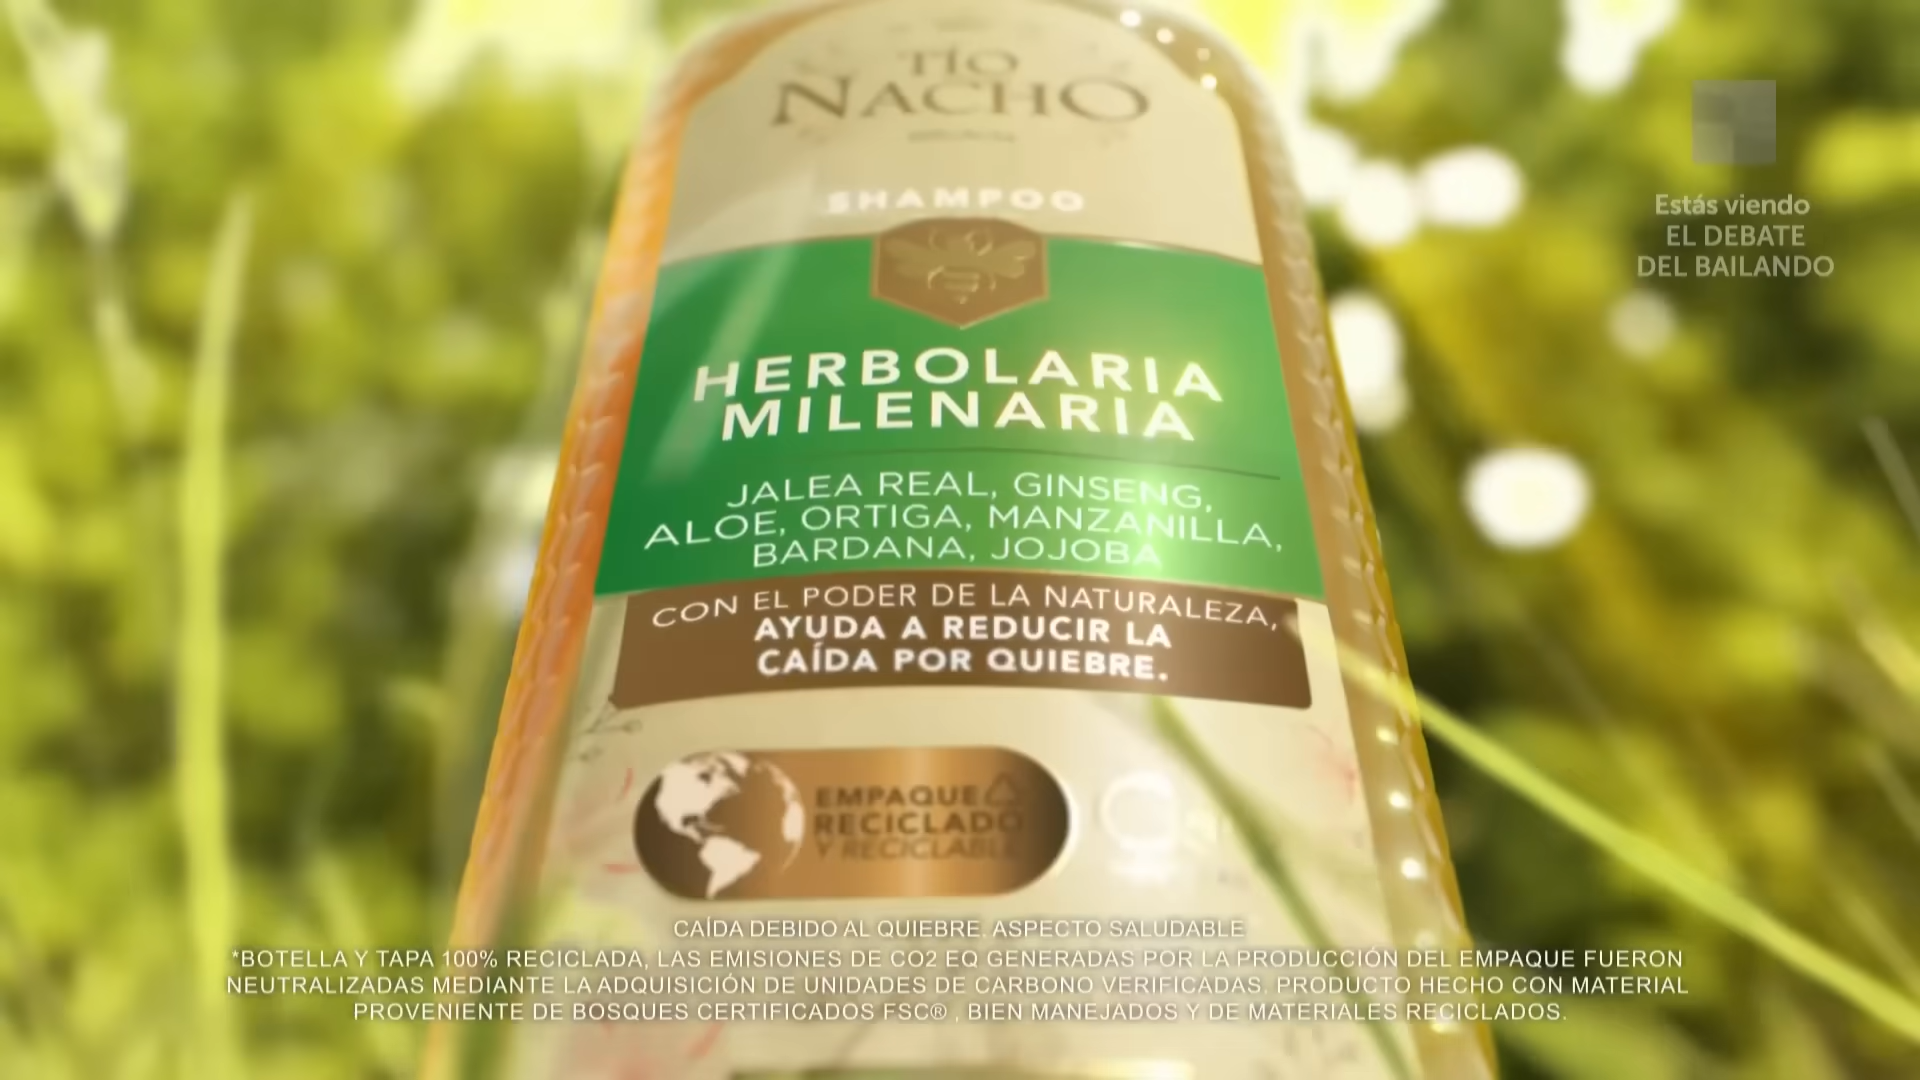 TÍO
NACHO
SHAMPOO
Estás viendo
EL DEBATE
DEL BAILANDO
HERBOLARIA
MILENARIA
JALEA REAL, GINSENG,
ALOE, ORTIGA, MANZANILLA,
BARDANA, JOJOBA
CON EL PODER DE LA NATURALEZA,
AYUDA A REDUCIR LA
CAÍDA POR QUIEBRE.
EMPAQUE
RECICLADO
Y RECICLABLE
CAÍDA DEBIDO AL QUIEBRE. ASPECTO SALUDABLE
*BOTELLA Y TAPA 100% RECICLADA, LAS EMISIONES DE CO2 EQ GENERADAS POR LA PRODUCCIÓN DEL EMPAQUE FUERON
NEUTRALIZADAS MEDIANTE LA ADQUISICIÓN DE UNIDADES DE CARBONO VERIFICADAS. PRODUCTO HECHO CON MATERIAL
PROVENIENTE DE BOSQUES CERTIFICADOS FSC® , BIEN MANEJADOS Y DE MATERIALES RECICLADOS.